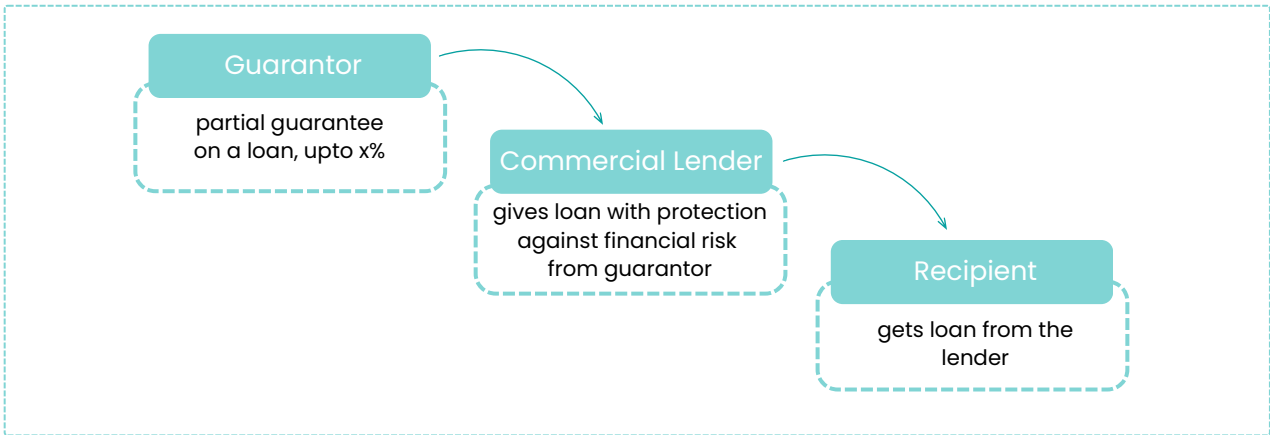 Guarantor
partial guarantee
on a loan, upto x%
Commercial Lender
gives loan with protection
against financial risk
from guarantor
Recipient
gets loan from the
lender